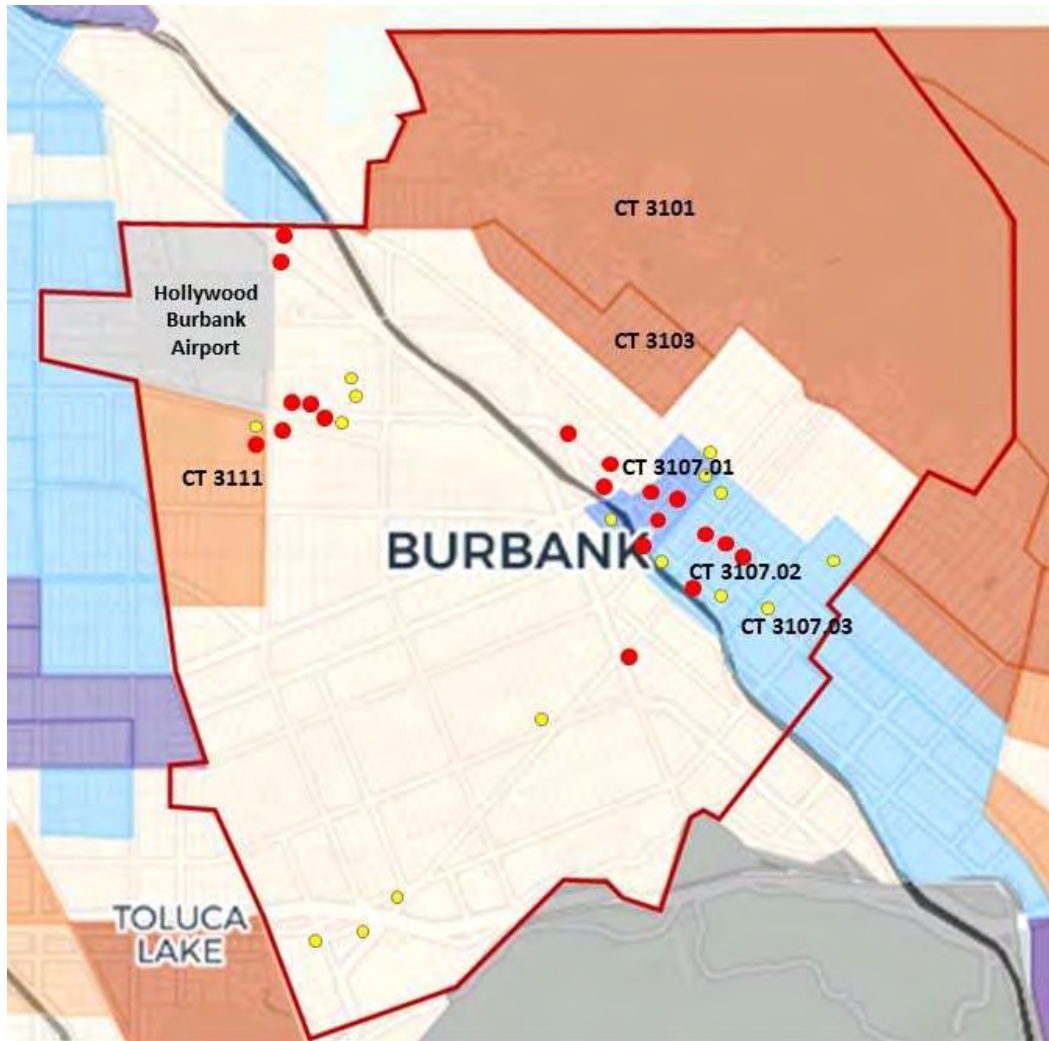 CT 3101
Hollywood
Burbank
Airport
CT 3103
CT 3107.01
CT 3111
BURBANK
CT 3107.02
CT 3107.03
TOLUCA
LAKE